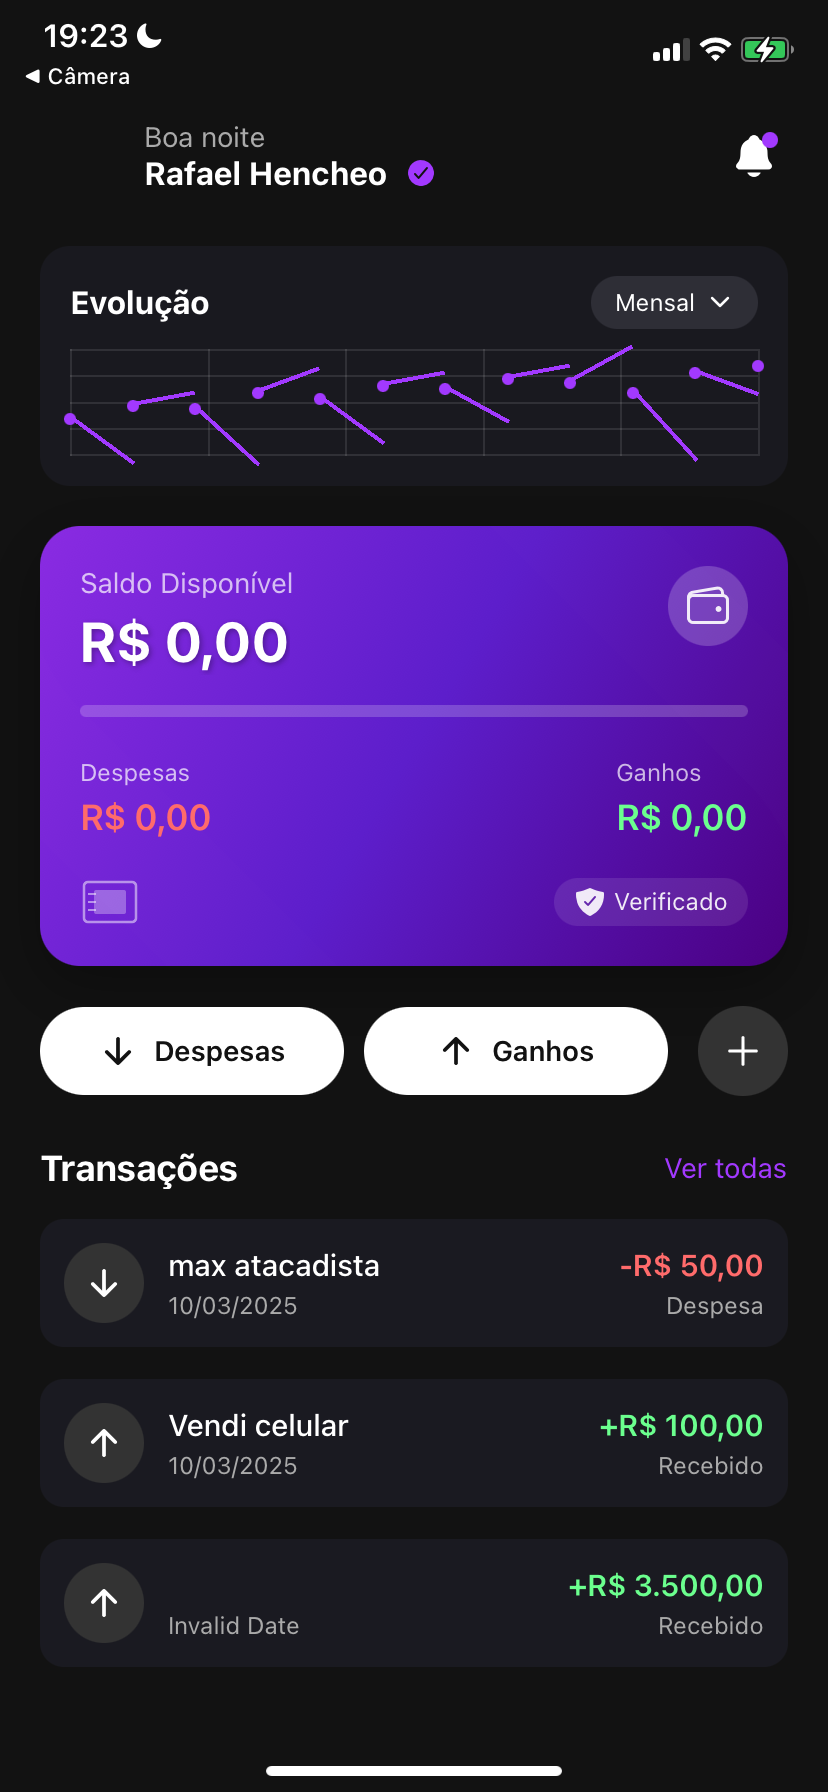 19:23
◀ Câmera
Boa noite
Rafael Hencheo
Evolução
Mensal
Saldo Disponível
R$ 0,00
Despesas
Ganhos
R$ 0,00
R$ 0,00
Verificado
Despesas
Ganhos
Transações
Ver todas
max atacadista
-R$ 50,00
10/03/2025
Despesa
Vendi celular
+R$ 100,00
10/03/2025
Recebido
+R$ 3.500,00
Invalid Date
Recebido